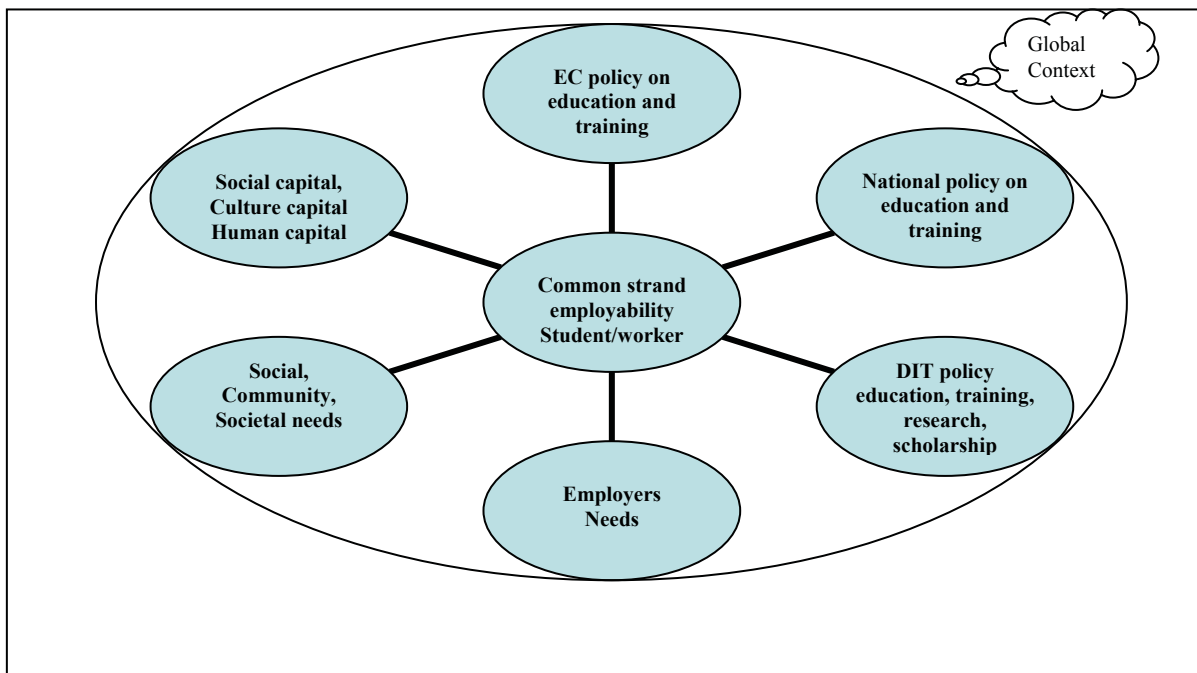 Global
Context
EC policy on
education and
training
Social capital,
Culture capital
Human capital
National policy on
education and
training
Common strand
employability
Student/worker
Social,
Community,
Societal needs
DIT policy
education, training,
research,
scholarship
Employers
Needs